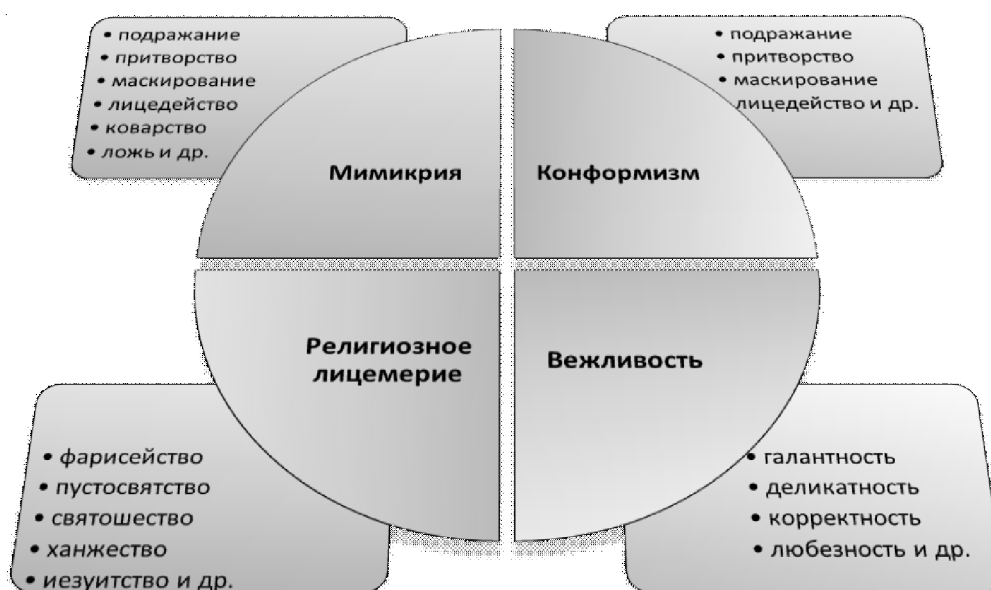 • подражание
• притворство
• маскирование
• лицедейство
• коварство
• ложь и др.
• подражание
• притворство
• маскирование
лицедейство и др.
Мимикрия
Конформизм
Религиозное
лицемерие
Вежливость
• фарисейство
• пустосвятство
• святошество
• ханжество
• иезуитство и др.
• галантность
• деликатность
• корректность
• любезность и др.